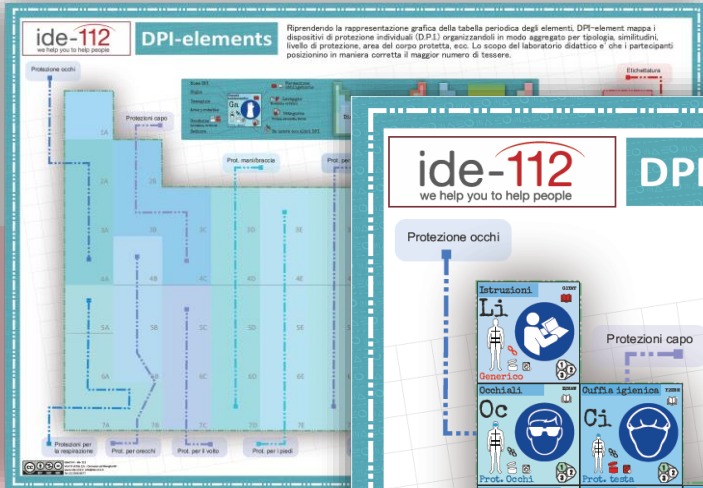 ide-112
we help you to help people
DPI-elements
Riprendendo la rappresentazione grafica della tabella periodica degli elementi, DPI-element mappa i
dispositivi di protezione individuali (D.P.I.) organizzandoli in modo aggregato per tipologia, similitudini,
livello di protezione, area del corpo protetta, ecc. Lo scopo del laboratorio didattico e' che i partecipanti
posizionino in maniera corretta il maggior numero di tessere.
Protezione occhi
Etichettatura
Protezioni capo
Prot. mani/braccia
Prot. per
1A
2A
2B
3A
3C
3D
3E
4B
4C
4D
4E
5A
5B
5C
5D
5E
6A
6B
6C
6D
6E
7A
7B
7C
7D
Protezioni per
la respirazione
Prot. per orecchi
Prot. per il volto
Prot. per i piedi
ide-112
we help you to help people
DPI
Protezione occhi
Protezioni capo
Istruzioni
Li
Generico
Occhiali
Oc
Prot. Occhi
Cuffia igienica
Ci
Prot. testa